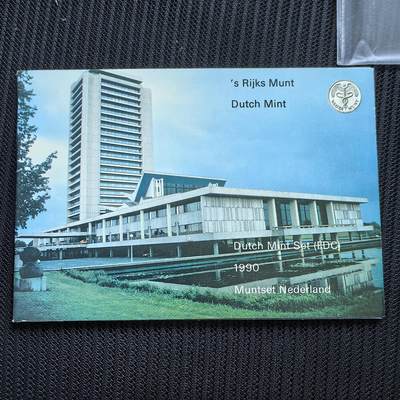 's Rijks Munt
Dutch Mint
Dutch Mint Set (FDC)
1990
Muntset Nederland